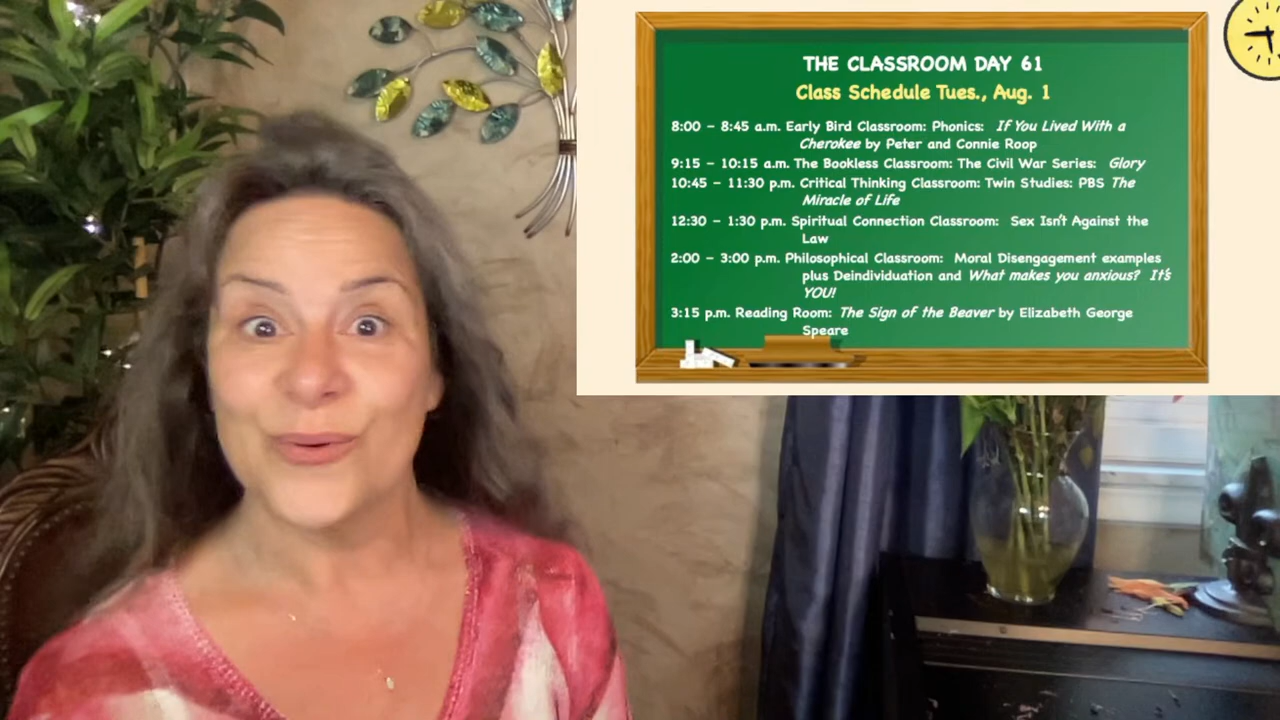 THE CLASSROOM DAY 61
Class Schedule Tues., Aug. 1
8:00 – 8:45 a.m. Early Bird Classroom: Phonics: If You Lived With a
Cherokee by Peter and Connie Roop
9:15 – 10:15 a.m. The Bookless Classroom: The Civil War Series: Glory
10:45 – 11:30 p.m. Critical Thinking Classroom: Twin Studies: PBS The
Miracle of Life
12:30 – 1:30 p.m. Spiritual Connection Classroom: Sex Isn't Against the
Law
2:00 – 3:00 p.m. Philosophical Classroom: Moral Disengagement examples
plus Deindividuation and What makes you anxious? It's
YOU!
3:15 p.m. Reading Room: The Sign of the Beaver by Elizabeth George
Speare